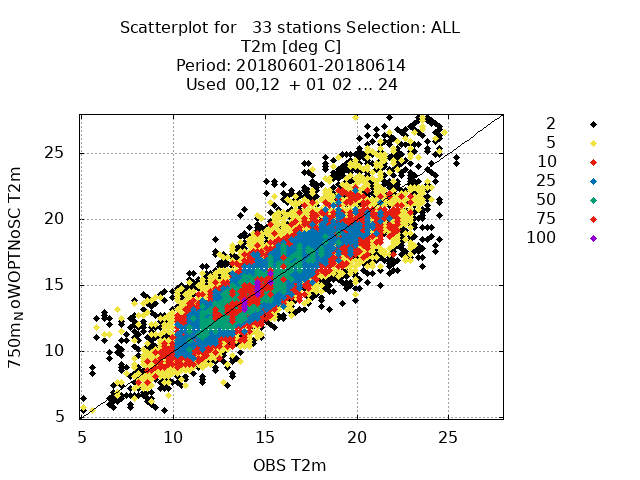 Scatterplot for   33 stations Selection: ALL
T2m [deg C]
Period: 20180601-20180614
Used  00,12  + 01 02 ... 24
750m_NoWOPTNoSC T2m
25
20
15
10
5
5 10 15 20 25
OBS T2m
2
5
10
25
50
75
100